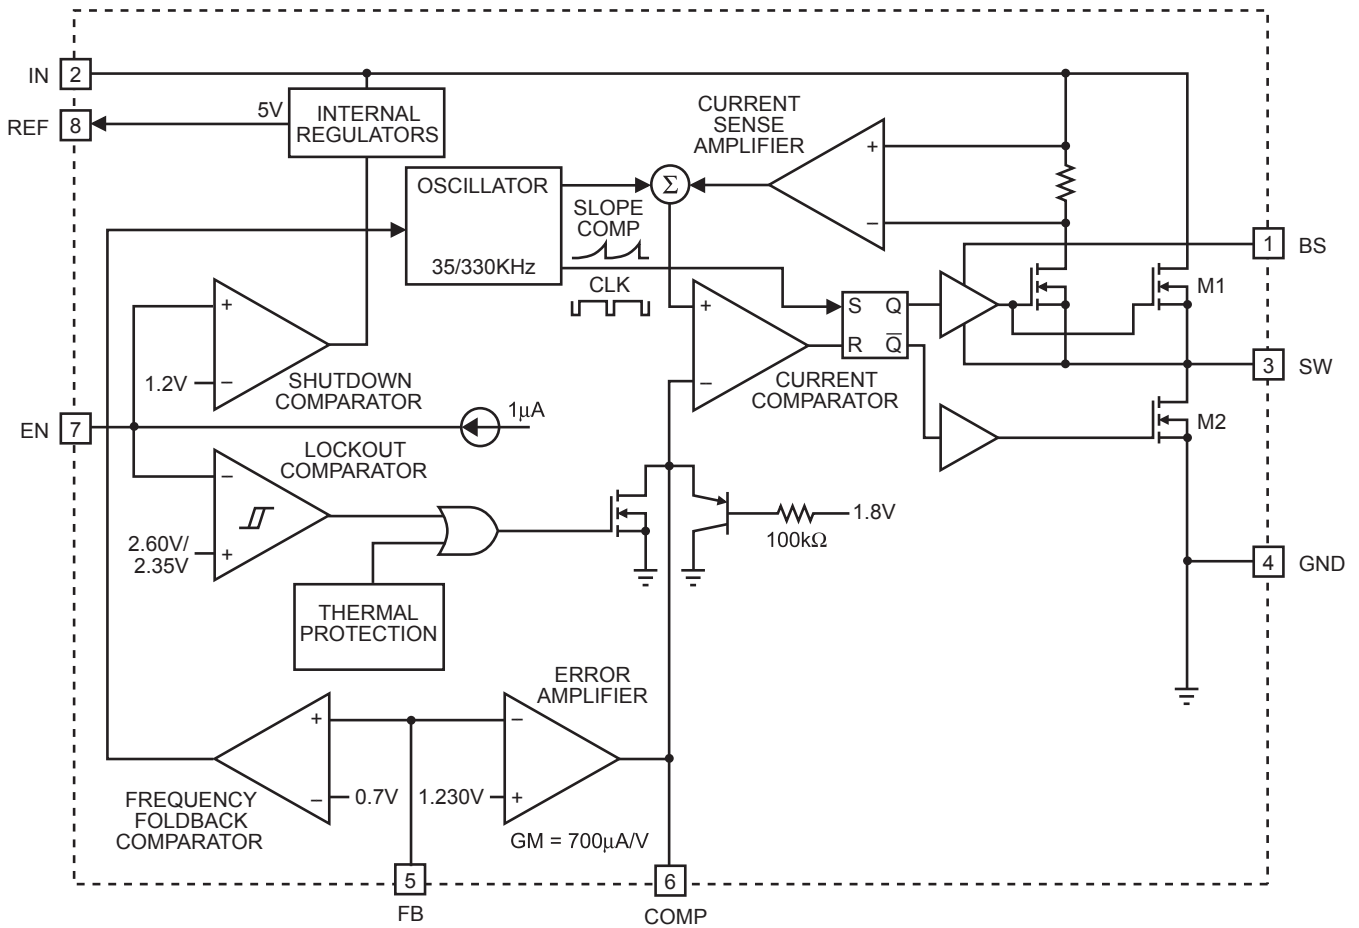 IN 2
REF 8
5V
INTERNAL
REGULATORS
CURRENT
SENSE
AMPLIFIER
+
–
OSCILLATOR
35/330KHz
Σ
SLOPE
COMP
CLK
1 BS
M1
+
–
1.2V
SHUTDOWN
COMPARATOR
+
–
CURRENT
COMPARATOR
S Q
R Q̅
3 SW
M2
EN 7
1µA
LOCKOUT
COMPARATOR
–
+
2.60V/
2.35V
1.8V
100kΩ
4 GND
THERMAL
PROTECTION
ERROR
AMPLIFIER
+
–
0.7V
FREQUENCY
FOLDBACK
COMPARATOR
–
+
1.230V
GM = 700µA/V
5
FB
6
COMP